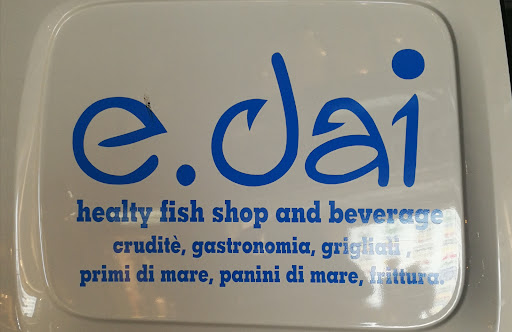 e.dai
healty fish shop and beverage
cruditè, gastronomia, grigliati,
primi di mare, panini di mare, frittura.